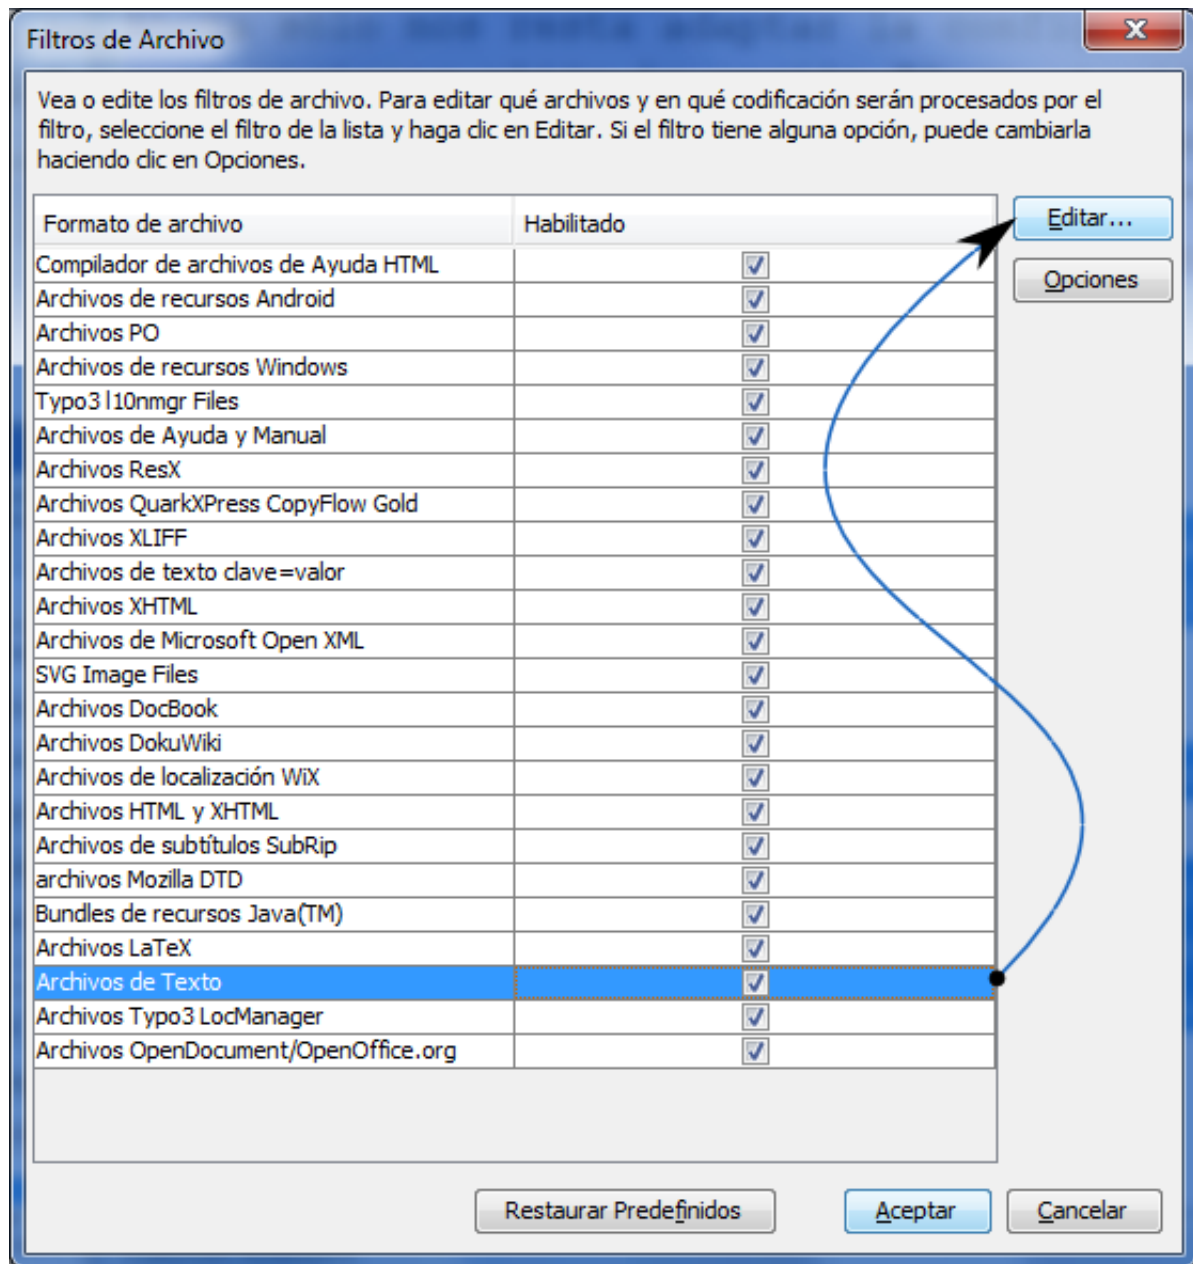 Filtros de Archivo
Vea o edite los filtros de archivo. Para editar qué archivos y en qué codificación serán procesados por el
filtro, seleccione el filtro de la lista y haga clic en Editar. Si el filtro tiene alguna opción, puede cambiarla
haciendo clic en Opciones.
Formato de archivo Habilitado
Editar...
Opciones
Compilador de archivos de Ayuda HTML
Archivos de recursos Android
Archivos PO
Archivos de recursos Windows
Typo3 l10nmgr Files
Archivos de Ayuda y Manual
Archivos ResX
Archivos QuarkXPress CopyFlow Gold
Archivos XLIFF
Archivos de texto clave=valor
Archivos XHTML
Archivos de Microsoft Open XML
SVG Image Files
Archivos DocBook
Archivos DokuWiki
Archivos de localización WiX
Archivos HTML y XHTML
Archivos de subtítulos SubRip
archivos Mozilla DTD
Bundles de recursos Java(TM)
Archivos LaTeX
Archivos de Texto
Archivos Typo3 LocManager
Archivos OpenDocument/OpenOffice.org
Restaurar Predefinidos Aceptar Cancelar